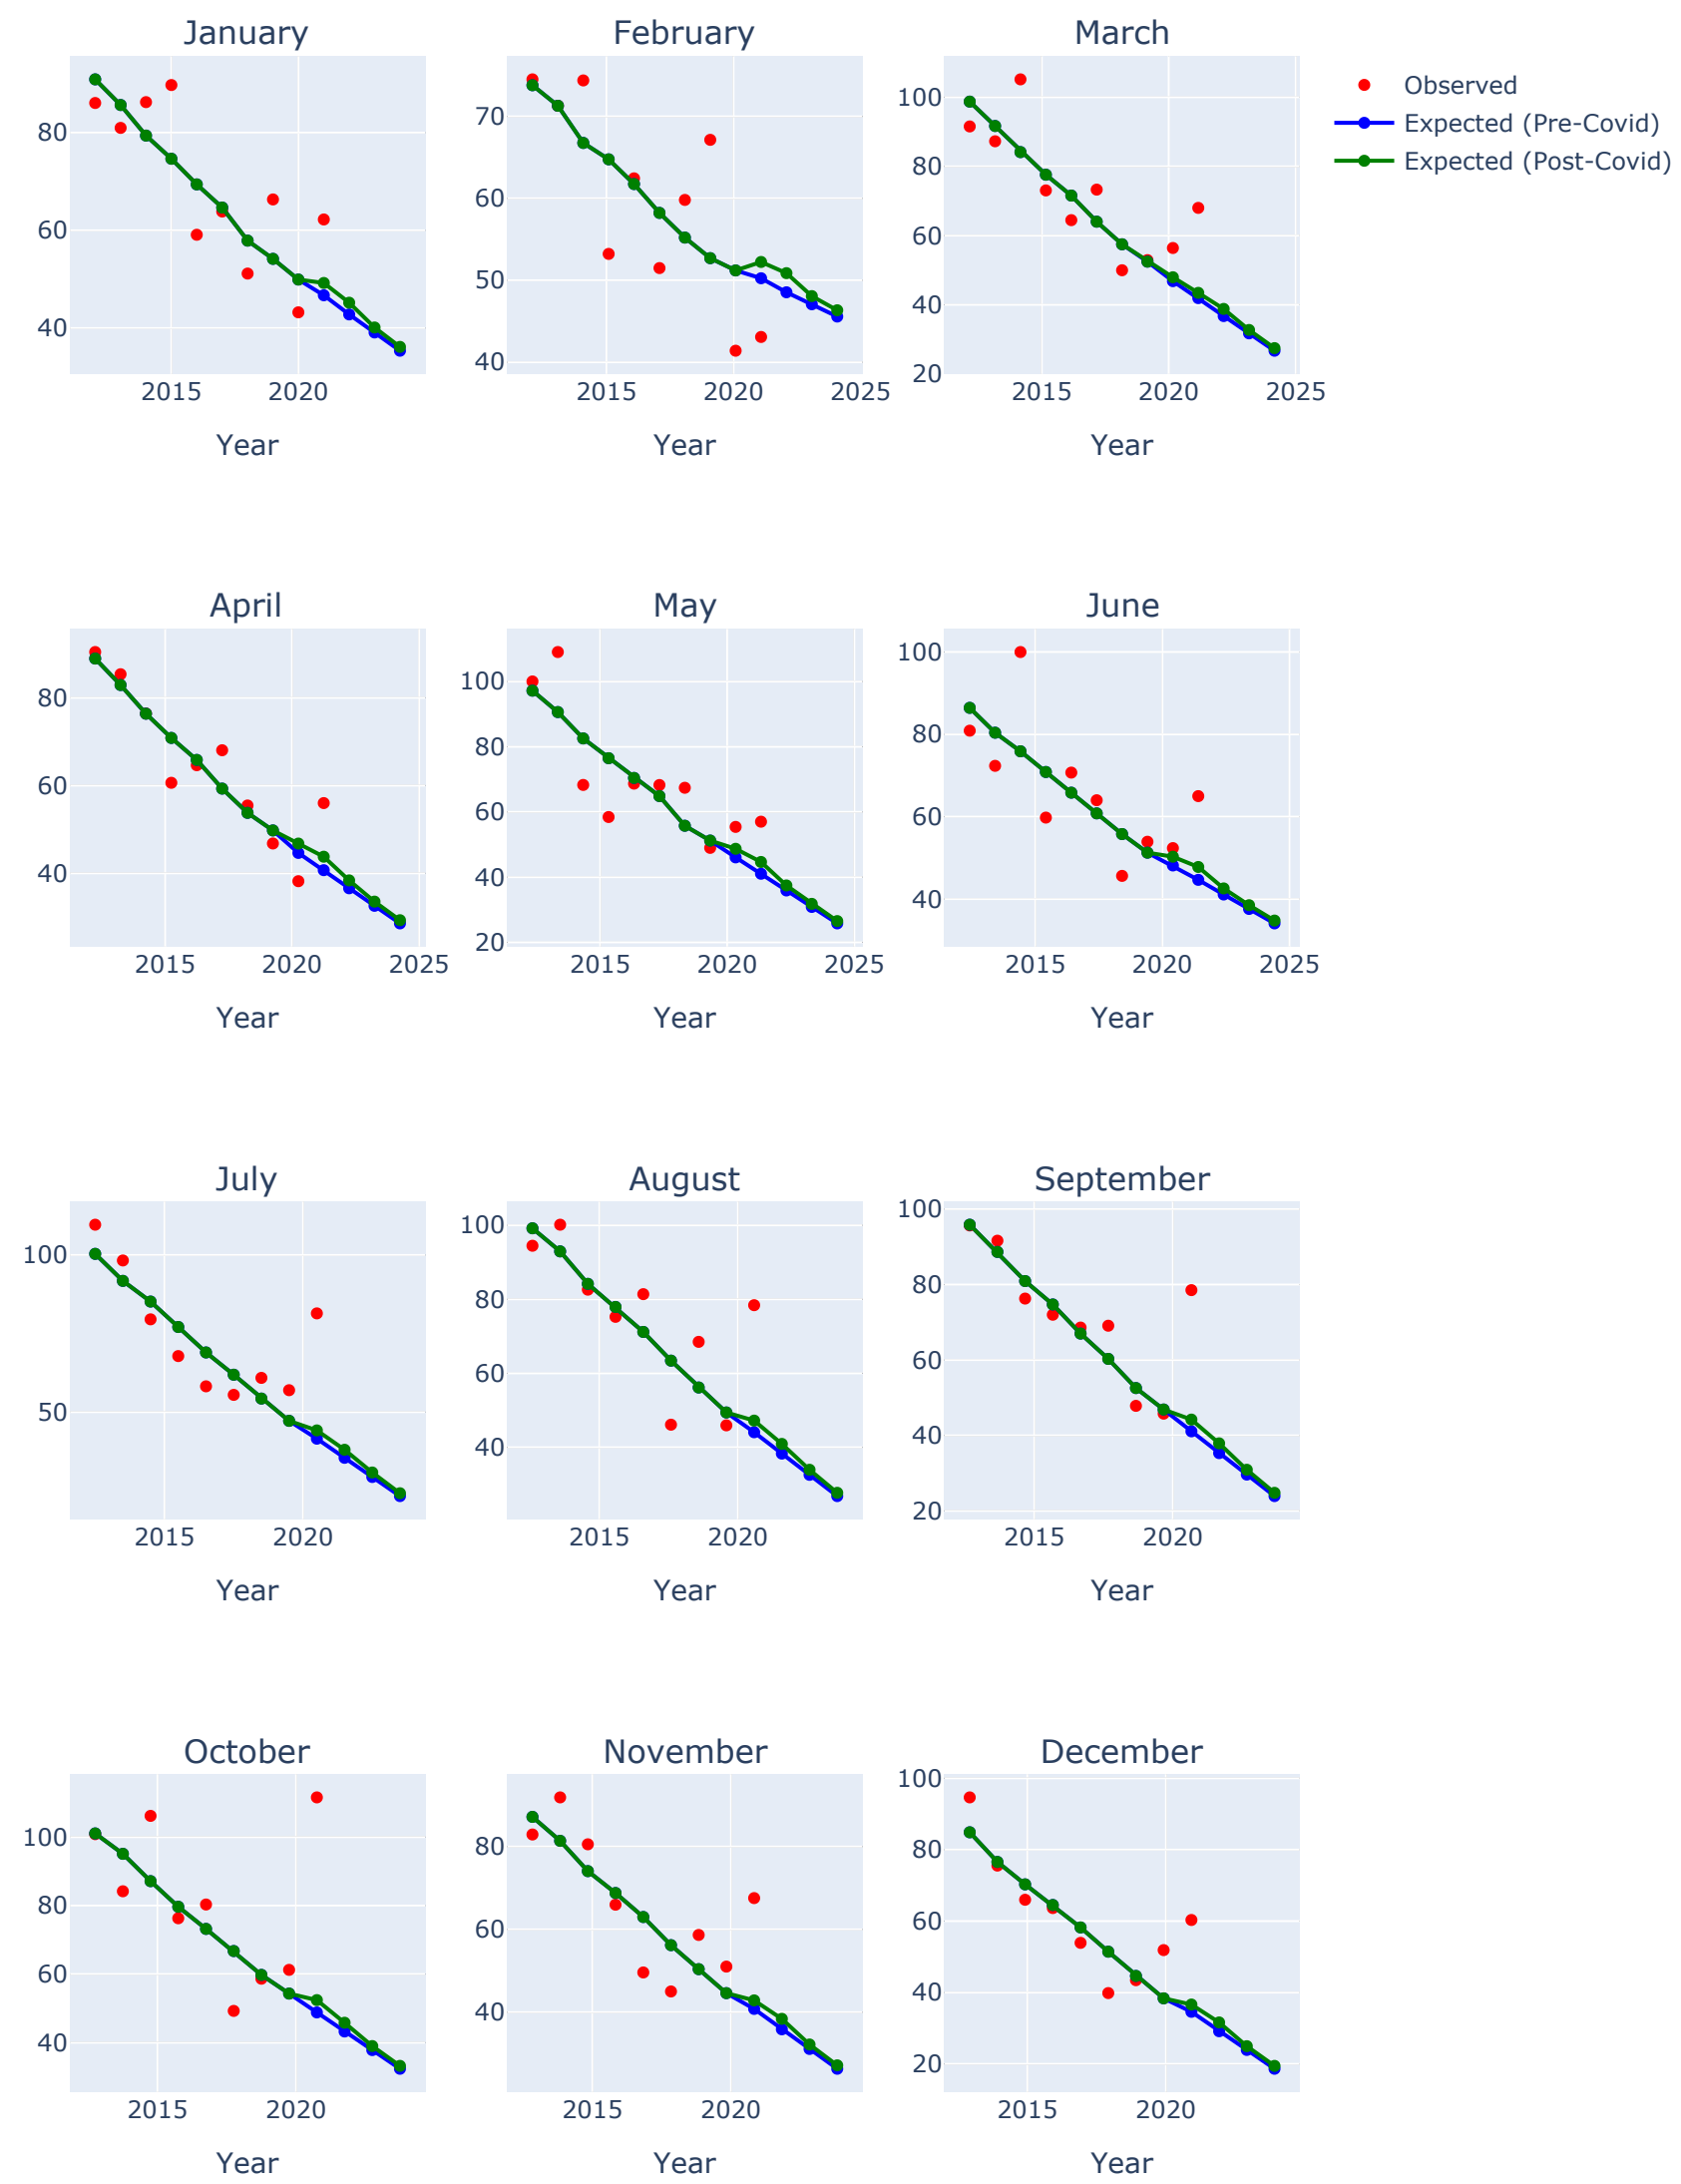 January February March
Observed
Expected (Pre-Covid)
Expected (Post-Covid)
80
60
40
2015 2020
Year
70
60
50
40
2015 2020 2025
Year
100
80
60
40
20
2015 2020 2025
Year
April May June
80
60
40
2015 2020 2025
Year
100
80
60
40
20
2015 2020 2025
Year
100
80
60
40
2015 2020 2025
Year
July August September
100
50
2015 2020
Year
100
80
60
40
2015 2020
Year
100
80
60
40
20
2015 2020
Year
October November December
100
80
60
40
2015 2020
Year
80
60
40
2015 2020
Year
100
80
60
40
20
2015 2020
Year